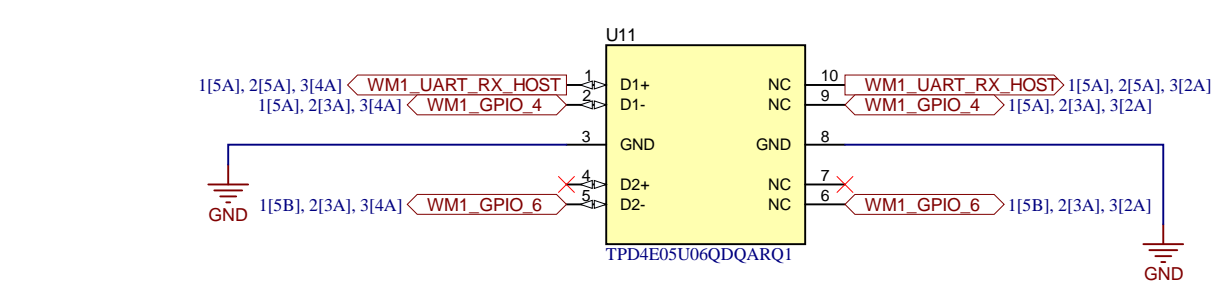 U11
1[5A], 2[5A], 3[4A] WM1_UART_RX_HOST 1 D1+ NC 10 WM1_UART_RX_HOST 1[5A], 2[5A], 3[2A]
1[5A], 2[3A], 3[4A] WM1_GPIO_4 2 D1- NC 9 WM1_GPIO_4 1[5A], 2[3A], 3[2A]
3 GND GND 8
4 D2+ NC 7
GND 1[5B], 2[3A], 3[4A] WM1_GPIO_6 5 D2- NC 6 WM1_GPIO_6 1[5B], 2[3A], 3[2A]
TPD4E05U06QDQARQ1
GND